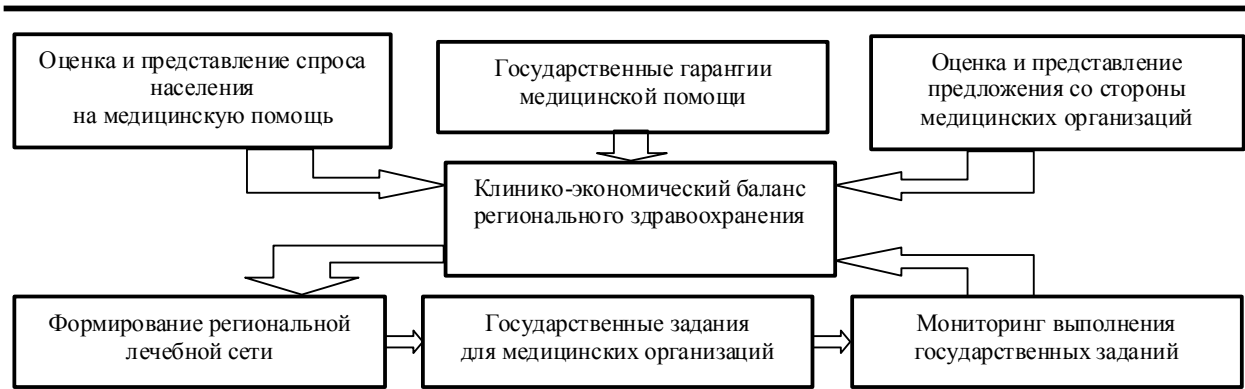 Оценка и представление спроса
населения
на медицинскую помощь
Государственные гарантии
медицинской помощи
Оценка и представление
предложения со стороны
медицинских организаций
Клинико-экономический баланс
регионального здравоохранения
Формирование региональной
лечебной сети
Государственные задания
для медицинских организаций
Мониторинг выполнения
государственных заданий